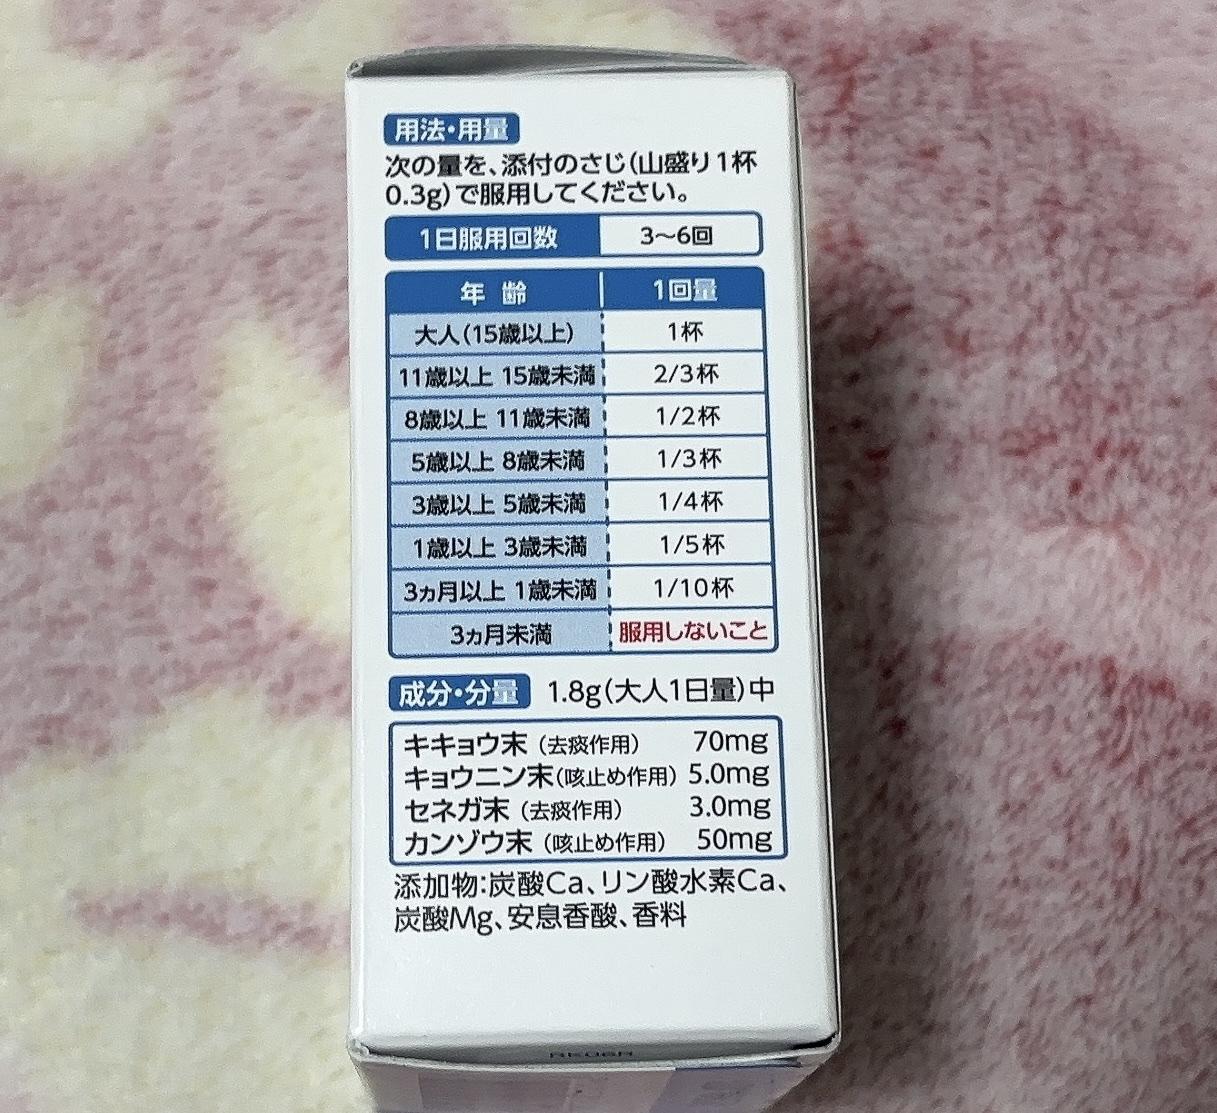 用法・用量
次の量を、添付のさじ(山盛り1杯
0.3g)で服用してください。
1日服用回数 3〜6回
年齢 1回量
大人(15歳以上) 1杯
11歳以上 15歳未満 2/3杯
8歳以上 11歳未満 1/2杯
5歳以上 8歳未満 1/3杯
3歳以上 5歳未満 1/4杯
1歳以上 3歳未満 1/5杯
3ヵ月以上 1歳未満 1/10杯
3ヵ月未満 服用しないこと
成分・分量 1.8g(大人1日量)中
キキョウ末(去痰作用) 70mg
キョウニン末(咳止め作用) 5.0mg
セネガ末(去痰作用) 3.0mg
カンゾウ末(咳止め作用) 50mg
添加物:炭酸Ca、リン酸水素Ca、
炭酸Mg、安息香酸、香料